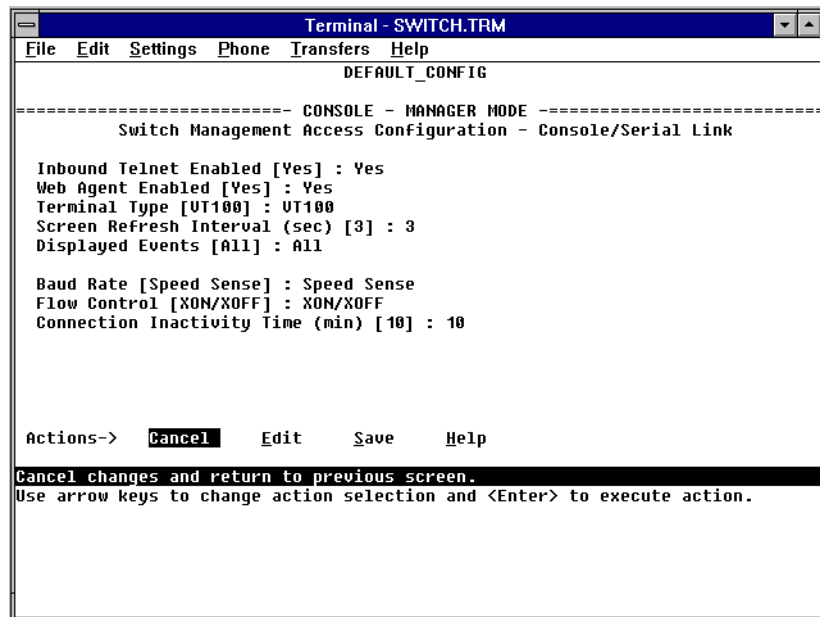 Terminal - SWITCH.TRM
File Edit Settings Phone Transfers Help
DEFAULT_CONFIG
==========================- CONSOLE - MANAGER MODE -===========================
Switch Management Access Configuration - Console/Serial Link
Inbound Telnet Enabled [Yes] : Yes
Web Agent Enabled [Yes] : Yes
Terminal Type [VT100] : VT100
Screen Refresh Interval (sec) [3] : 3
Displayed Events [All] : All
Baud Rate [Speed Sense] : Speed Sense
Flow Control [XON/XOFF] : XON/XOFF
Connection Inactivity Time (min) [10] : 10
Actions-> Cancel Edit Save Help
Cancel changes and return to previous screen.
Use arrow keys to change action selection and <Enter> to execute action.